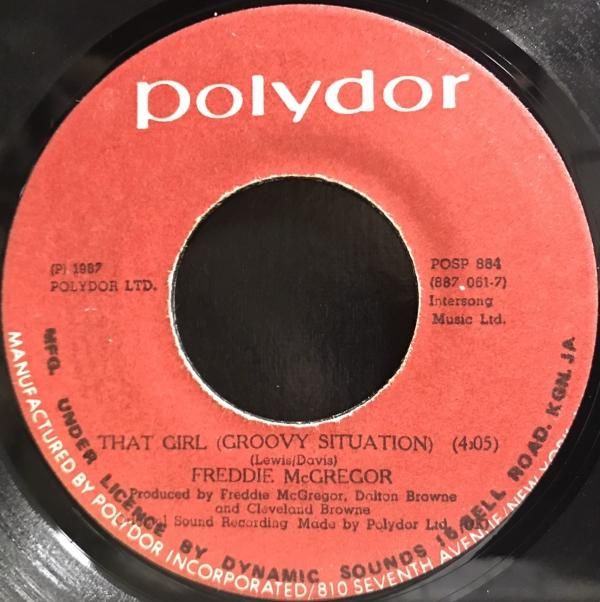 polydor
(P) 1987
POLYDOR LTD.
POSP 884
(887 061-7)
Intersong
Music Ltd.
THAT GIRL (GROOVY SITUATION) (4:05)
(Lewis/Davis)
FREDDIE McGREGOR
Produced by Freddie McGregor, Dalton Browne
and Cleveland Browne
Sound Recording Made by Polydor Ltd.
MFG. UNDER LICENCE BY DYNAMIC SOUNDS 15 BELL ROAD. KGN. JA
MANUFACTURED BY POLYDOR INCORPORATED/810 SEVENTH AVENUE/NEW YORK